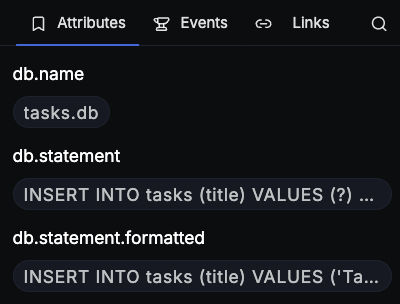 Attributes Events Links
db.name
tasks.db
db.statement
INSERT INTO tasks (title) VALUES (?) ...
db.statement.formatted
INSERT INTO tasks (title) VALUES ('Ta...